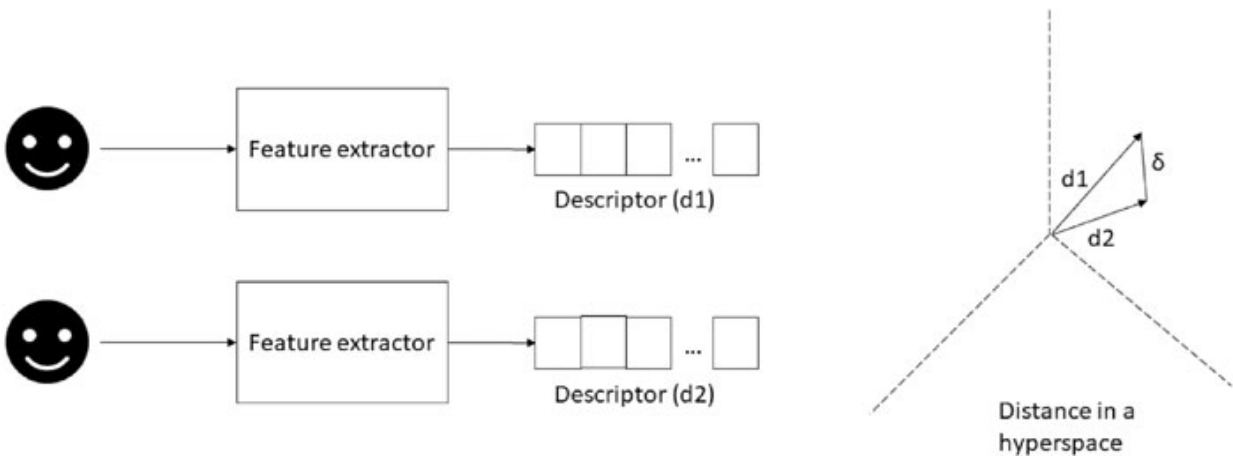 Feature extractor
...
Descriptor (d1)
Feature extractor
...
Descriptor (d2)
d1
δ
d2
Distance in a
hyperspace